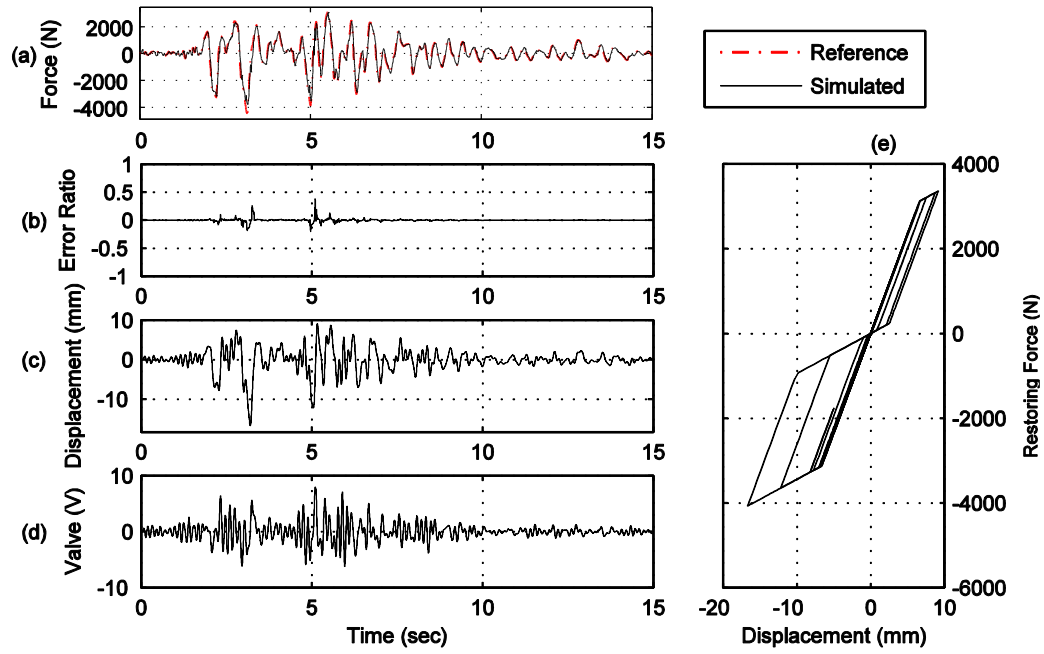 (a)
Force (N)
2000
0
-2000
-4000
0
5
10
15
Reference
Simulated
(b)
Error Ratio
1
0.5
0
-0.5
-1
0
5
10
15
(c)
Displacement (mm)
10
0
-10
0
5
10
15
(d)
Valve (V)
10
0
-10
0
5
10
15
Time (sec)
(e)
4000
2000
0
-2000
-4000
-6000
Restoring Force (N)
-20
-10
0
10
Displacement (mm)